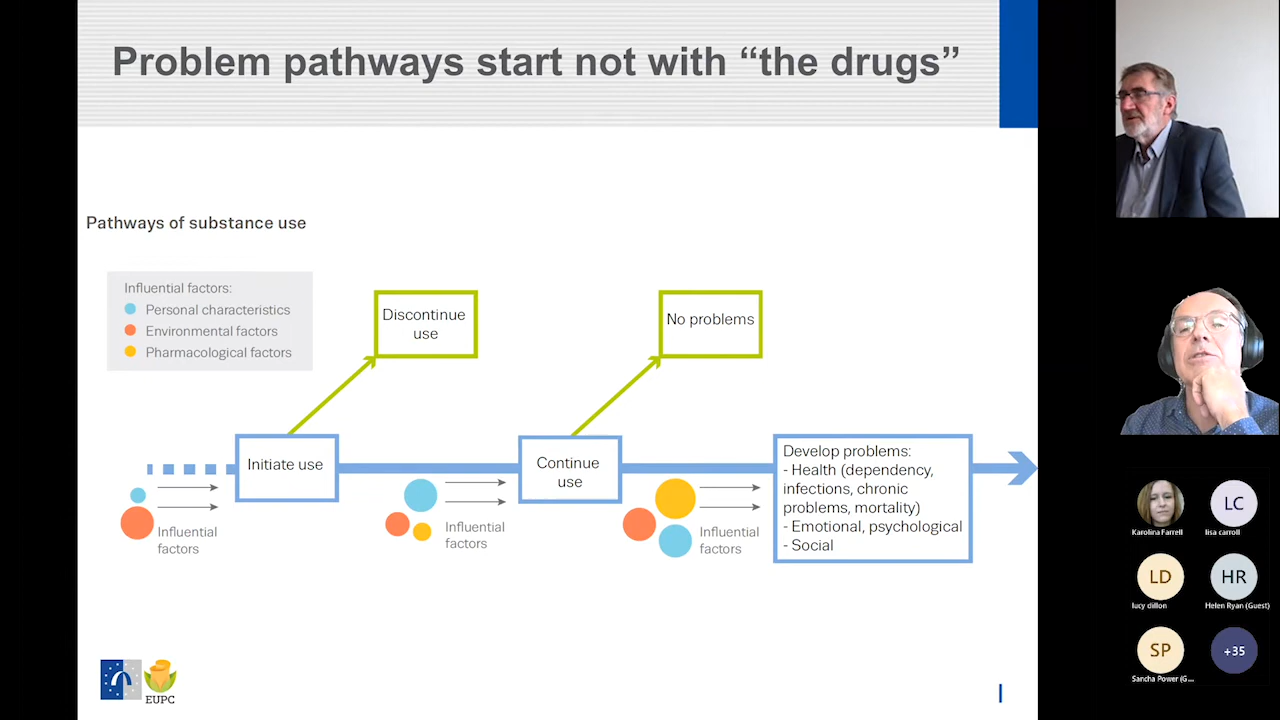 Problem pathways start not with “the drugs”
Pathways of substance use
Influential factors:
Personal characteristics
Environmental factors
Pharmacological factors
Discontinue
use
No problems
Initiate use
Continue
use
Develop problems:
- Health (dependency,
infections, chronic
problems, mortality)
- Emotional, psychological
- Social
Influential
factors
Influential
factors
Influential
factors
EUPC
Karolina Farrell
LC
lisa carroll
LD
lucy dillon
HR
Helen Ryan (Guest)
SP
Sancha Power (G...
+35